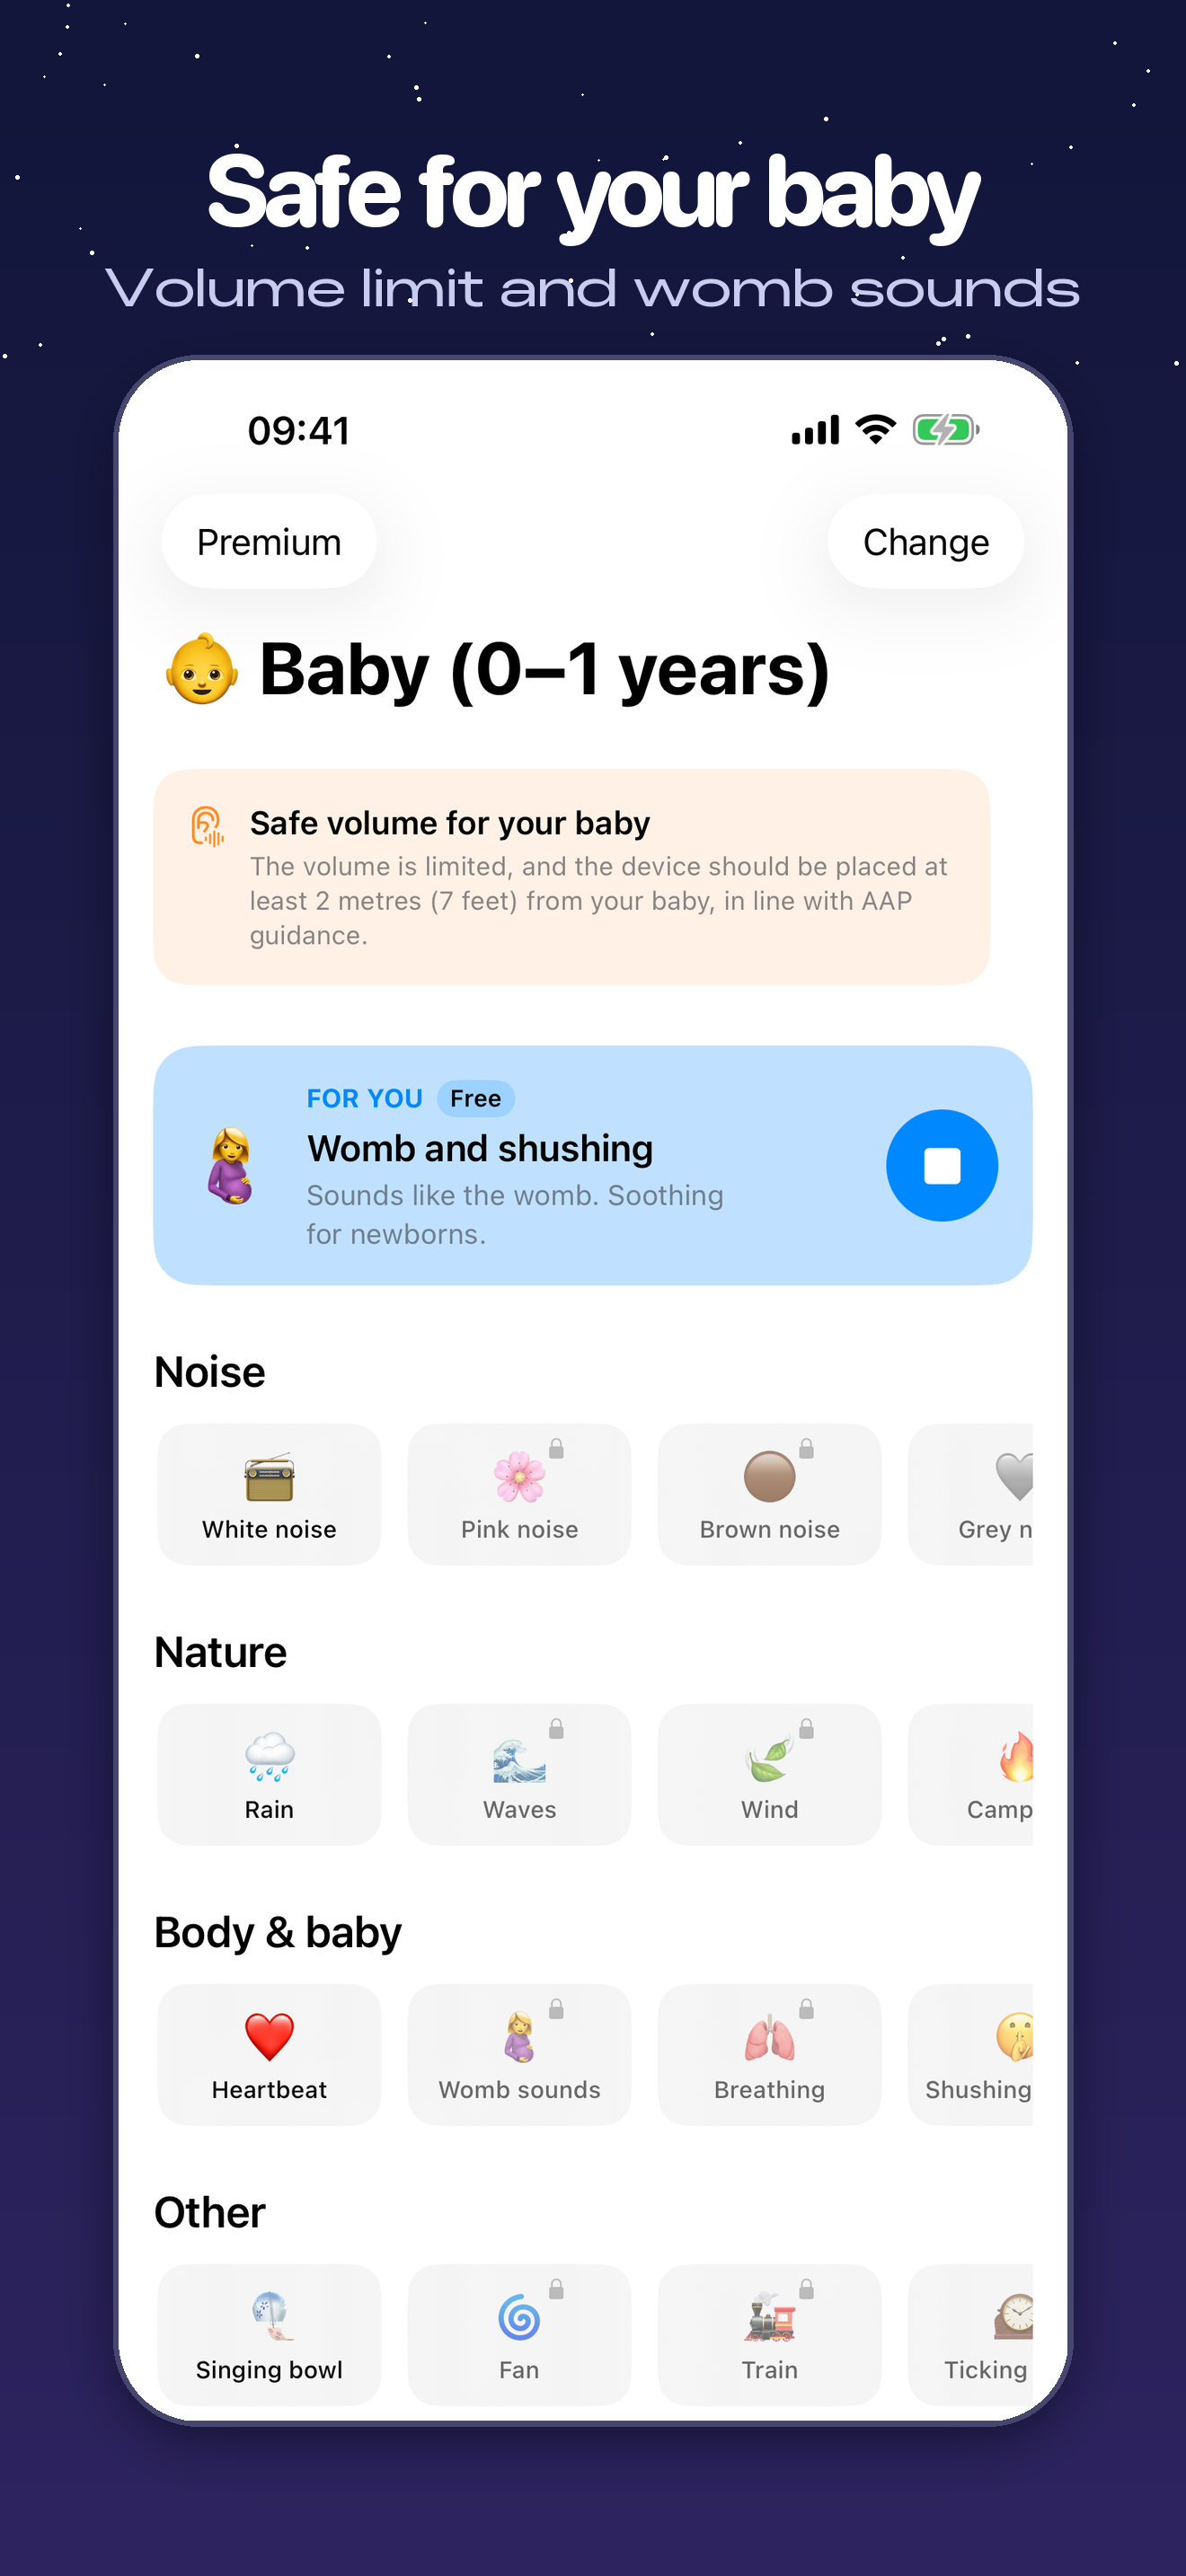 Safe for your baby
Volume limit and womb sounds
09:41
Premium
Change
Baby (0–1 years)
Safe volume for your baby
The volume is limited, and the device should be placed at
least 2 metres (7 feet) from your baby, in line with AAP
guidance.
FOR YOU Free
Womb and shushing
Sounds like the womb. Soothing
for newborns.
Noise
White noise
Pink noise
Brown noise
Grey n
Nature
Rain
Waves
Wind
Camp
Body & baby
Heartbeat
Womb sounds
Breathing
Shushing
Other
Singing bowl
Fan
Train
Ticking